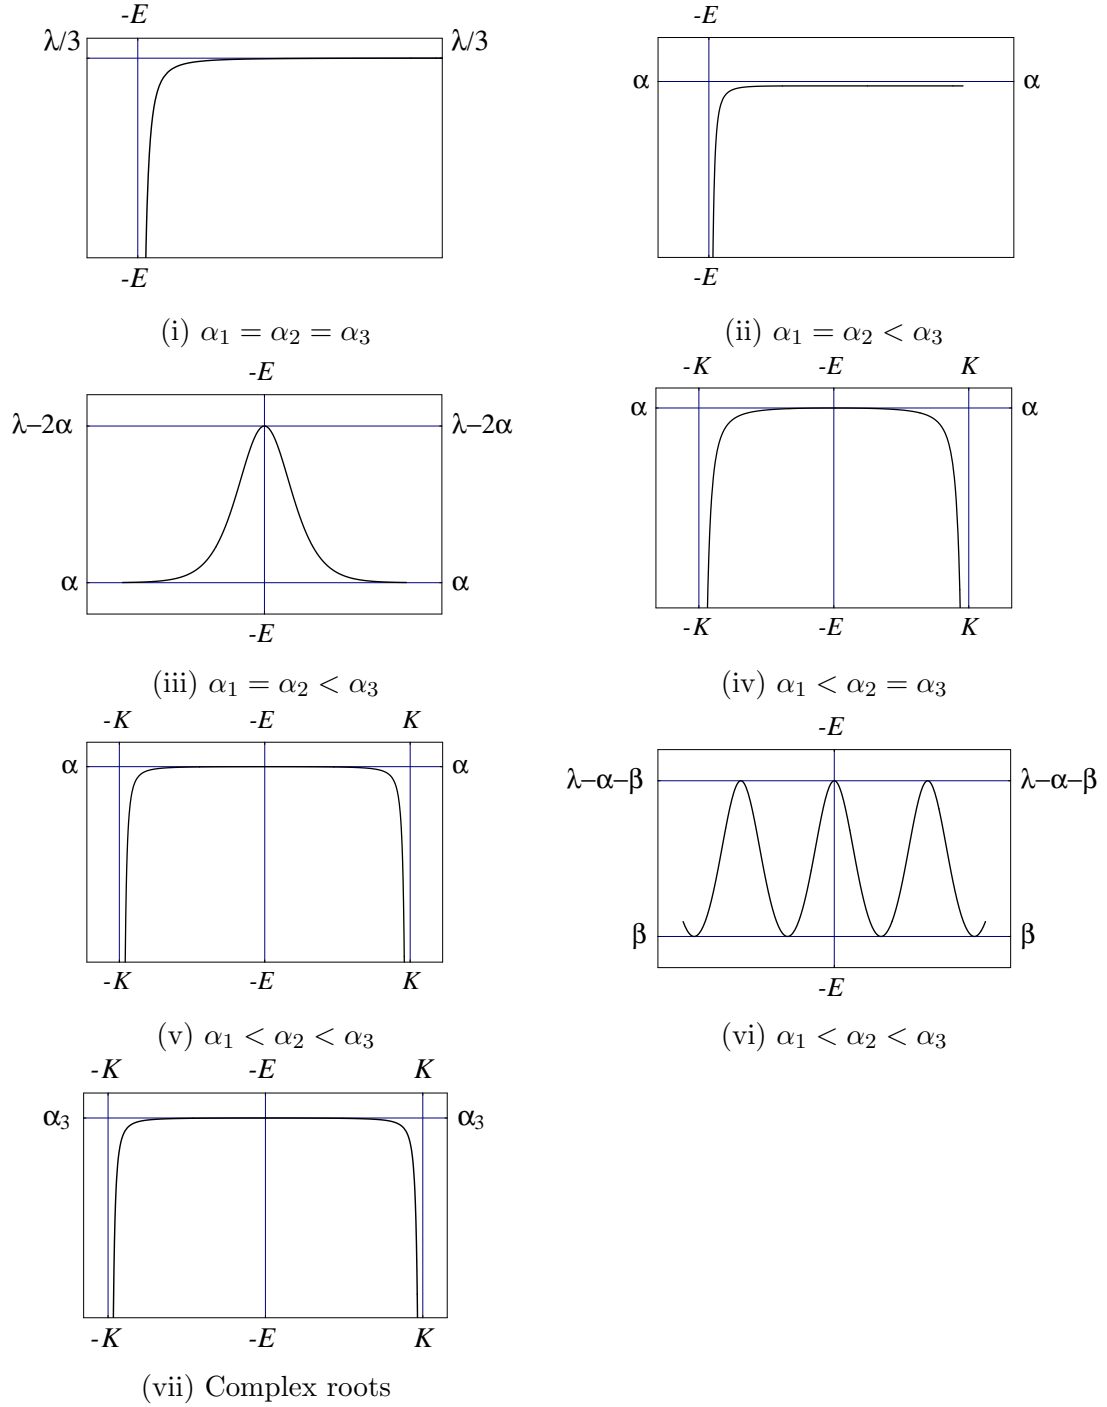 -E -E
λ/3 λ/3
α α
-E -E
(i) α₁ = α₂ = α₃ (ii) α₁ = α₂ < α₃
-E -K -E K
λ−2α λ−2α
α α
α α
-E -K -E K
(iii) α₁ = α₂ < α₃ (iv) α₁ < α₂ = α₃
-K -E K -E
α α
λ−α−β λ−α−β
β β
-K -E K -E
(v) α₁ < α₂ < α₃ (vi) α₁ < α₂ < α₃
-K -E K
α₃ α₃
-K -E K
(vii) Complex roots